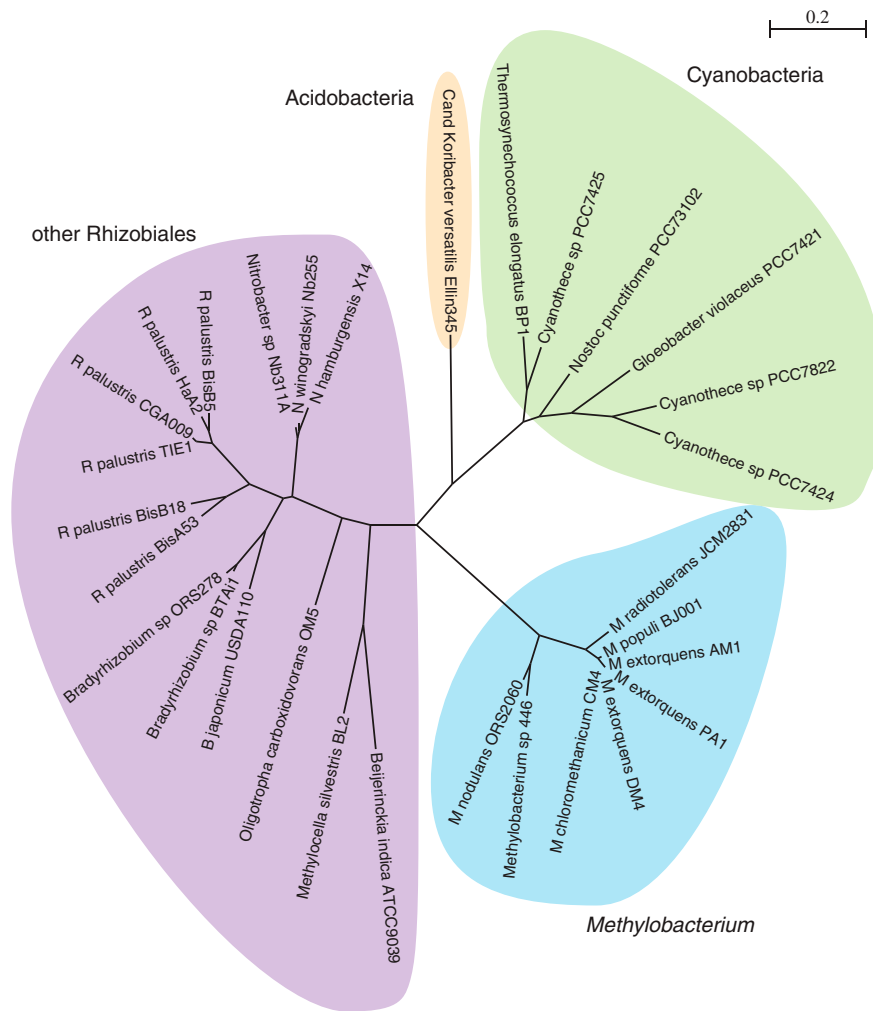 0.2
Cyanobacteria
Acidobacteria
other Rhizobiales
Methylobacterium
Cand Koribacter versatilis Ellin345
Thermosynechococcus elongatus BP1
Cyanothece sp PCC7425
Nostoc punctiforme PCC73102
Gloeobacter violaceus PCC7421
Cyanothece sp PCC7822
Cyanothece sp PCC7424
M radiotolerans JCM2831
M populi BJ001
M extorquens AM1
M extorquens PA1
M extorquens DM4
M chloromethanicum CM4
Methylobacterium sp 446
M nodulans ORS2060
Beijerinckia indica ATCC9039
Methylocella silvestris BL2
Oligotropha carboxidovorans OM5
B japonicum USDA110
Bradyrhizobium sp BTAi1
Bradyrhizobium sp ORS278
R palustris BisA53
R palustris BisB18
R palustris TIE1
R palustris CGA009
R palustris HaA2
R palustris BisB5
Nitrobacter sp Nb311A
N winogradskyi Nb255
N hamburgensis X14